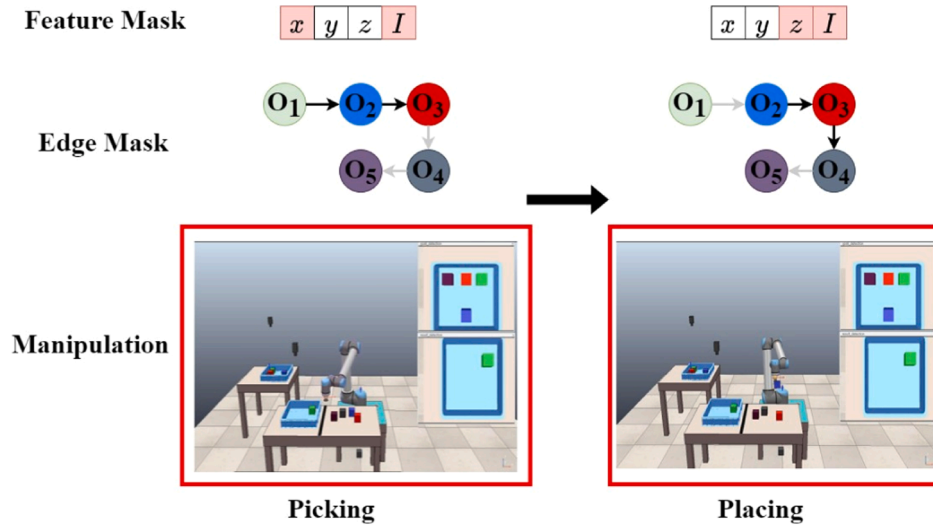 Feature Mask
x y z I
x y z I
Edge Mask
O1 O2 O3
O5 O4
O1 O2 O3
O5 O4
Manipulation
Picking
Placing